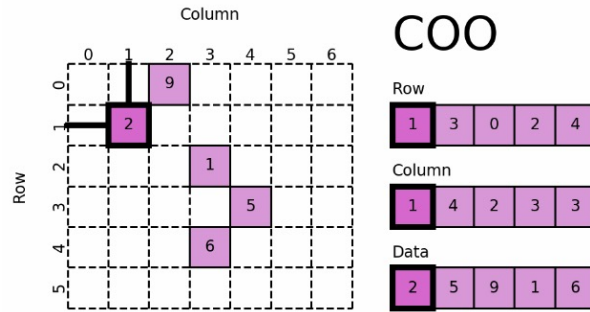 Column
0 1 2 3 4 5 6
Row
0 9
1 2
2 1
3 5
4 6
5
COO
Row
1 3 0 2 4
Column
1 4 2 3 3
Data
2 5 9 1 6